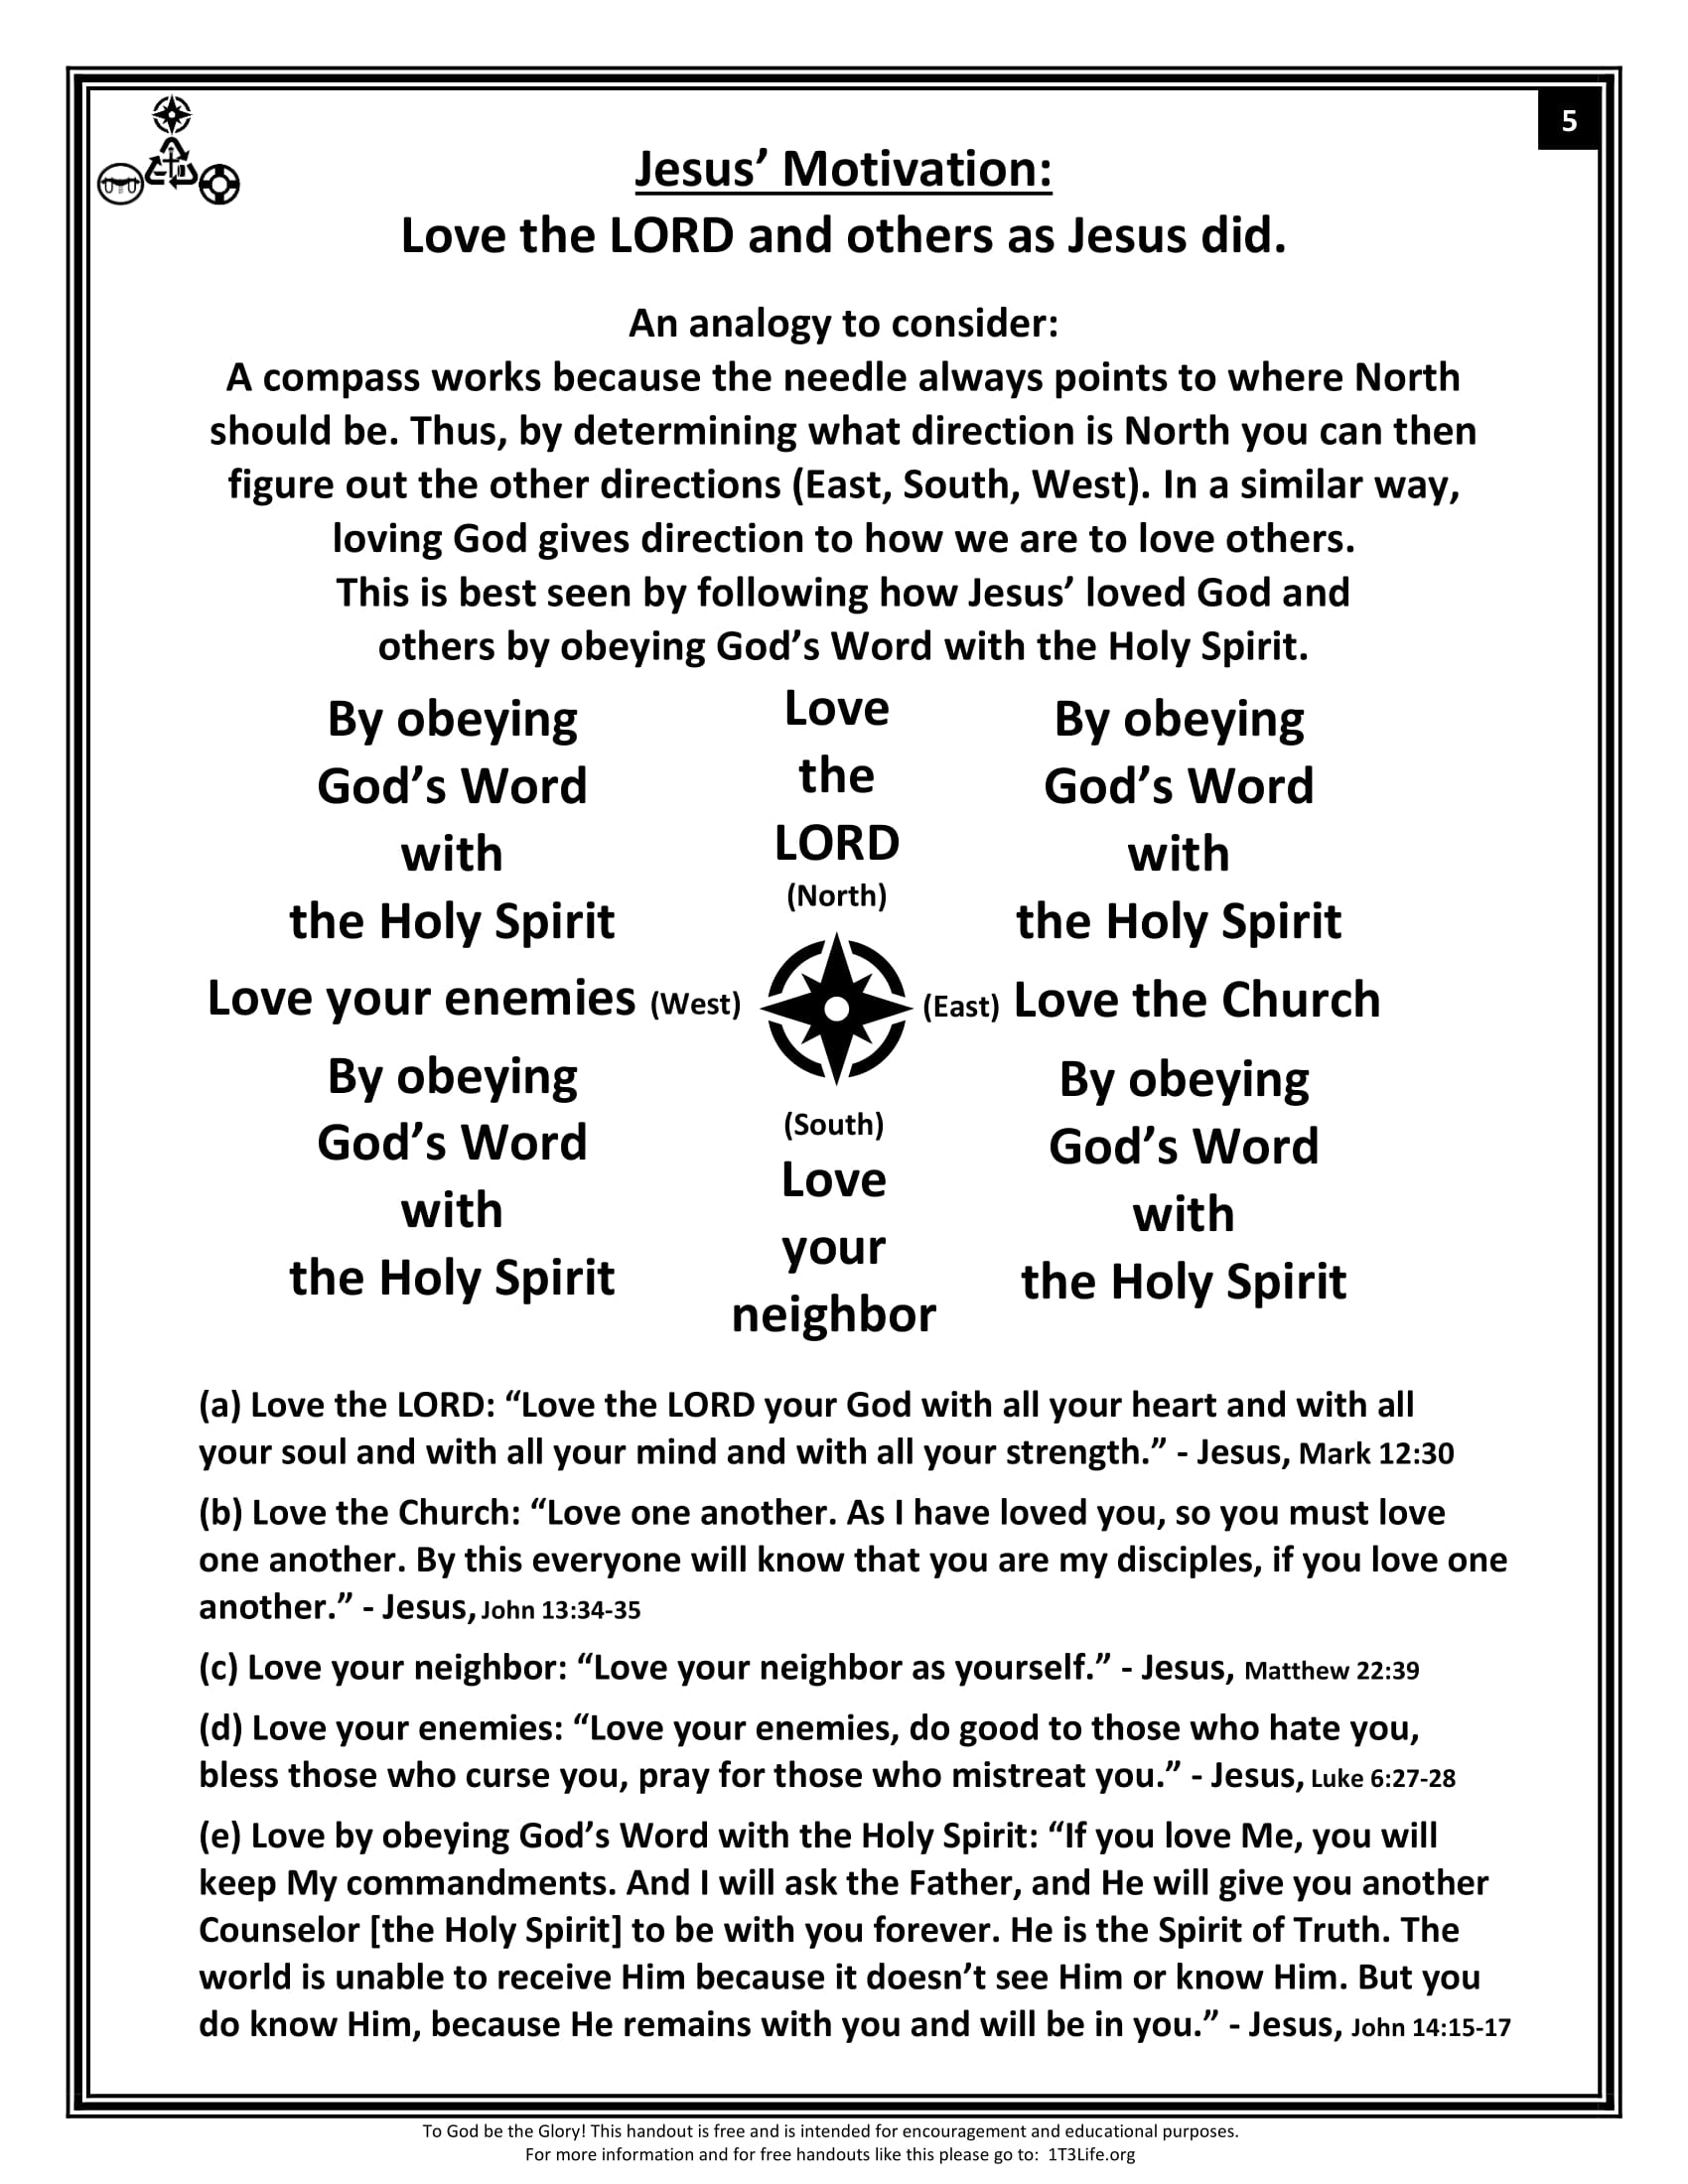 5
Jesus’ Motivation:
Love the LORD and others as Jesus did.
An analogy to consider:
A compass works because the needle always points to where North
should be. Thus, by determining what direction is North you can then
figure out the other directions (East, South, West). In a similar way,
loving God gives direction to how we are to love others.
This is best seen by following how Jesus’ loved God and
others by obeying God’s Word with the Holy Spirit.
By obeying
God’s Word
with
the Holy Spirit
Love
the
LORD
(North)
By obeying
God’s Word
with
the Holy Spirit
Love your enemies (West)
(East) Love the Church
By obeying
God’s Word
with
the Holy Spirit
(South)
Love
your
neighbor
By obeying
God’s Word
with
the Holy Spirit
(a) Love the LORD: “Love the LORD your God with all your heart and with all
your soul and with all your mind and with all your strength.” - Jesus, Mark 12:30
(b) Love the Church: “Love one another. As I have loved you, so you must love
one another. By this everyone will know that you are my disciples, if you love one
another.” - Jesus, John 13:34-35
(c) Love your neighbor: “Love your neighbor as yourself.” - Jesus, Matthew 22:39
(d) Love your enemies: “Love your enemies, do good to those who hate you,
bless those who curse you, pray for those who mistreat you.” - Jesus, Luke 6:27-28
(e) Love by obeying God’s Word with the Holy Spirit: “If you love Me, you will
keep My commandments. And I will ask the Father, and He will give you another
Counselor [the Holy Spirit] to be with you forever. He is the Spirit of Truth. The
world is unable to receive Him because it doesn’t see Him or know Him. But you
do know Him, because He remains with you and will be in you.” - Jesus, John 14:15-17
To God be the Glory! This handout is free and is intended for encouragement and educational purposes.
For more information and for free handouts like this please go to: 1T3Life.org